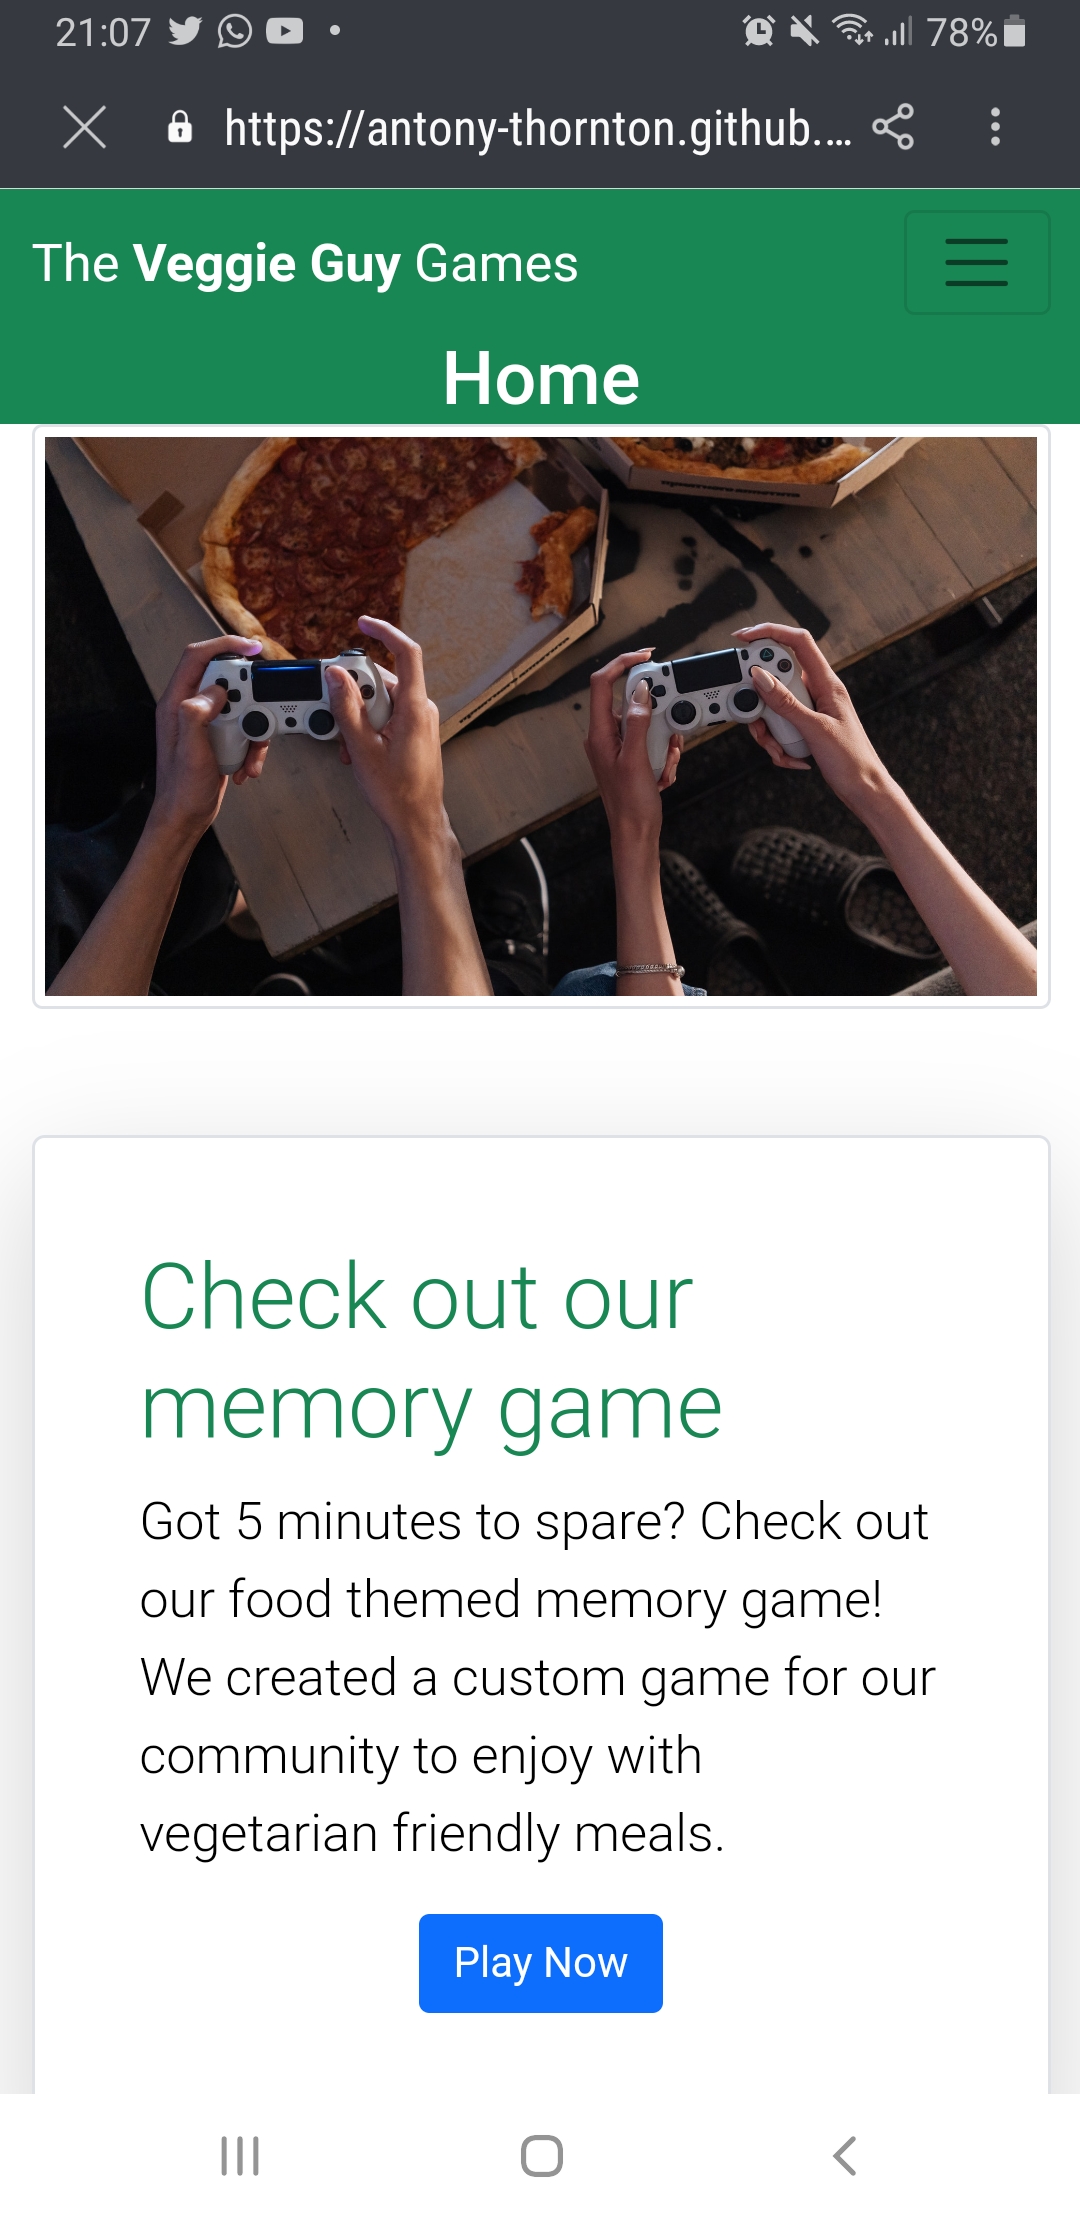 21:07
78%
https://antony-thornton.github....
The Veggie Guy Games
Home
Check out our
memory game
Got 5 minutes to spare? Check out
our food themed memory game!
We created a custom game for our
community to enjoy with
vegetarian friendly meals.
Play Now